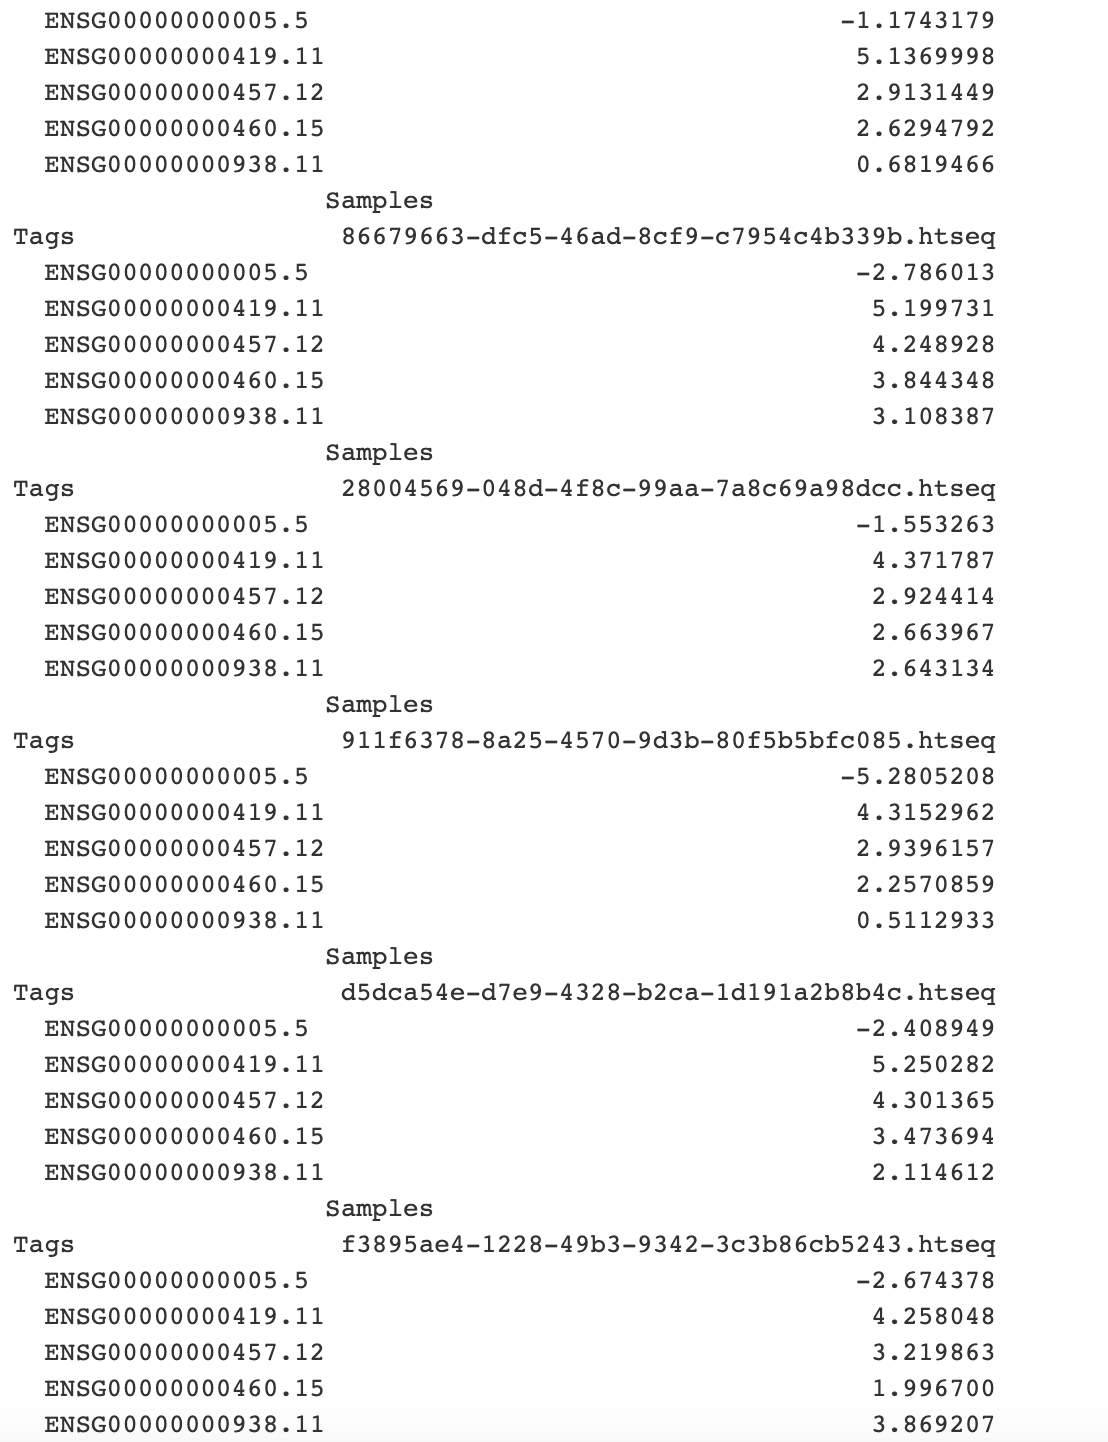 ENSG00000000005.5 -1.1743179
ENSG00000000419.11 5.1369998
ENSG00000000457.12 2.9131449
ENSG00000000460.15 2.6294792
ENSG00000000938.11 0.6819466
Samples
Tags 86679663-dfc5-46ad-8cf9-c7954c4b339b.htseq
ENSG00000000005.5 -2.786013
ENSG00000000419.11 5.199731
ENSG00000000457.12 4.248928
ENSG00000000460.15 3.844348
ENSG00000000938.11 3.108387
Samples
Tags 28004569-048d-4f8c-99aa-7a8c69a98dcc.htseq
ENSG00000000005.5 -1.553263
ENSG00000000419.11 4.371787
ENSG00000000457.12 2.924414
ENSG00000000460.15 2.663967
ENSG00000000938.11 2.643134
Samples
Tags 911f6378-8a25-4570-9d3b-80f5b5bfc085.htseq
ENSG00000000005.5 -5.2805208
ENSG00000000419.11 4.3152962
ENSG00000000457.12 2.9396157
ENSG00000000460.15 2.2570859
ENSG00000000938.11 0.5112933
Samples
Tags d5dca54e-d7e9-4328-b2ca-1d191a2b8b4c.htseq
ENSG00000000005.5 -2.408949
ENSG00000000419.11 5.250282
ENSG00000000457.12 4.301365
ENSG00000000460.15 3.473694
ENSG00000000938.11 2.114612
Samples
Tags f3895ae4-1228-49b3-9342-3c3b86cb5243.htseq
ENSG00000000005.5 -2.674378
ENSG00000000419.11 4.258048
ENSG00000000457.12 3.219863
ENSG00000000460.15 1.996700
ENSG00000000938.11 3.869207